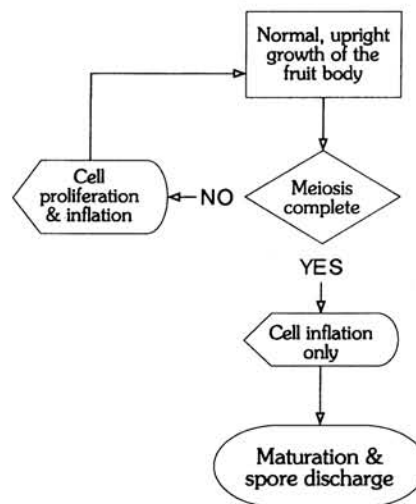 Normal, upright
growth of the
fruit body
Cell
proliferation
& inflation
NO
Meiosis
complete
YES
Cell inflation
only
Maturation &
spore discharge